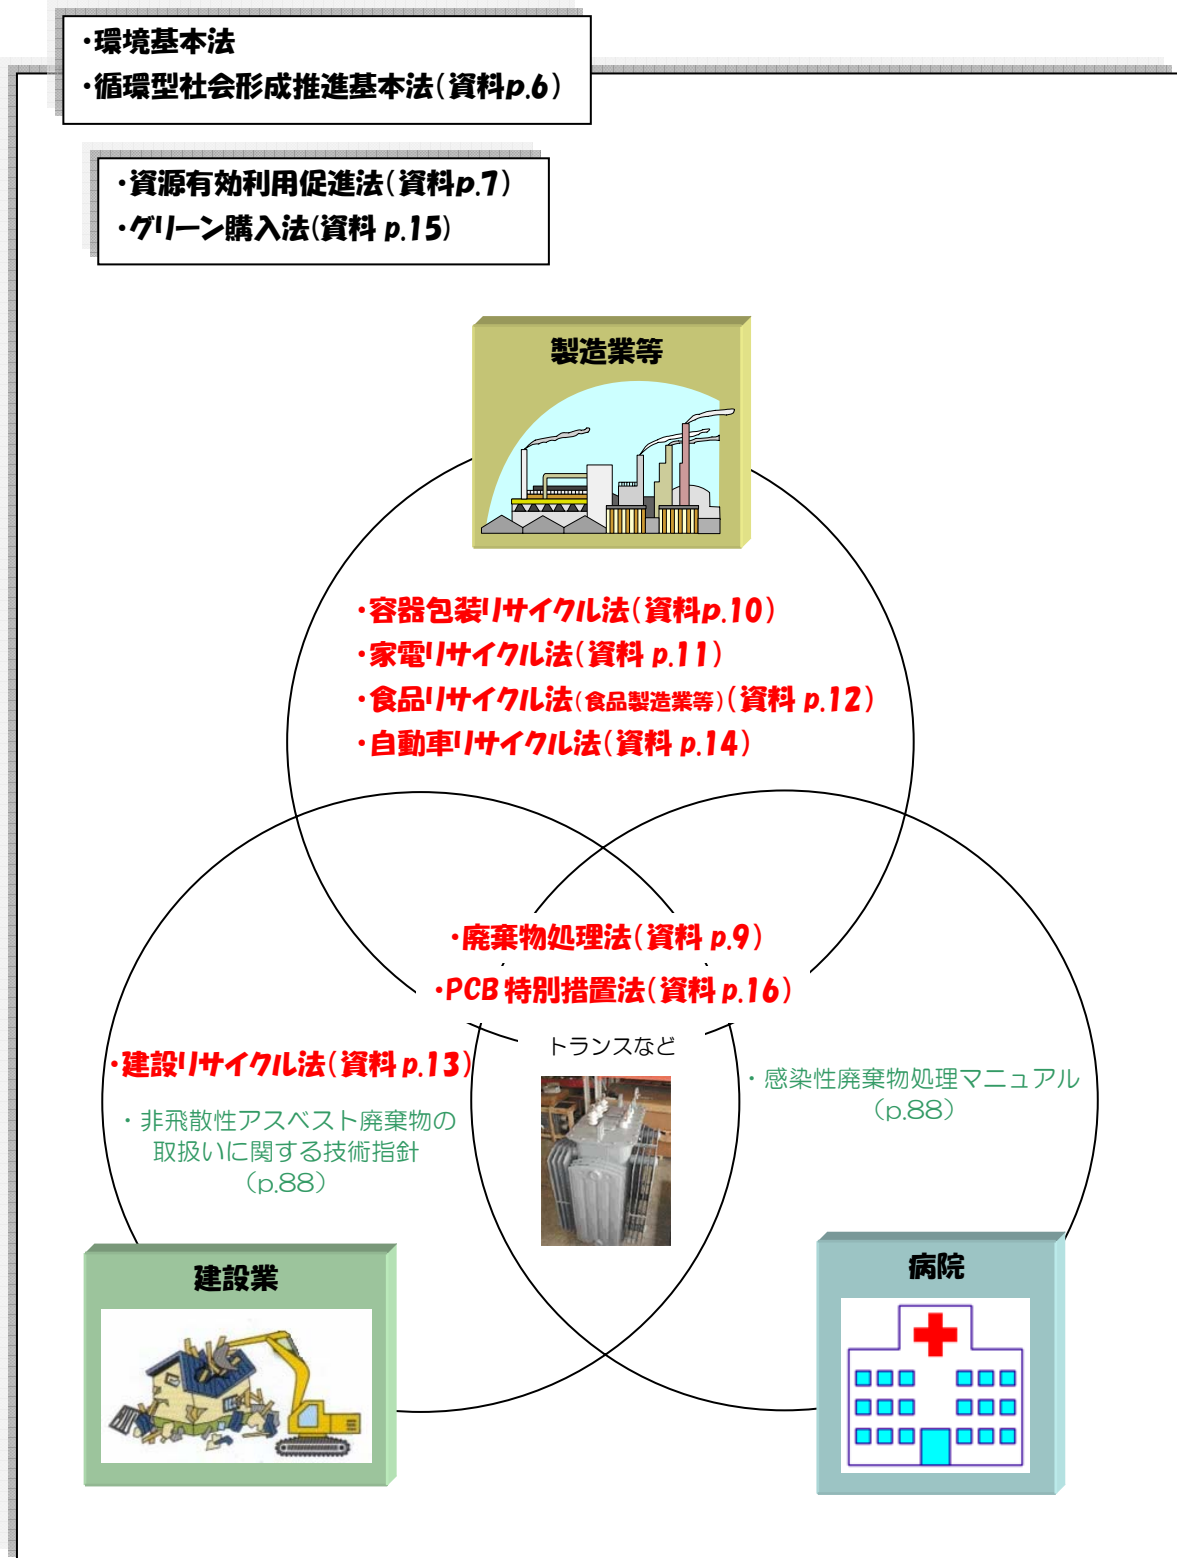 ・環境基本法
・循環型社会形成推進基本法(資料p.6)
・資源有効利用促進法(資料p.7)
・グリーン購入法(資料 p.15)
製造業等
・容器包装リサイクル法(資料p.10)
・家電リサイクル法(資料 p.11)
・食品リサイクル法(食品製造業等)(資料 p.12)
・自動車リサイクル法(資料 p.14)
・廃棄物処理法(資料 p.9)
・PCB 特別措置法(資料 p.16)
トランスなど
・建設リサイクル法(資料 p.13)
・非飛散性アスベスト廃棄物の
取扱いに関する技術指針
(p.88)
・感染性廃棄物処理マニュアル
(p.88)
建設業
病院